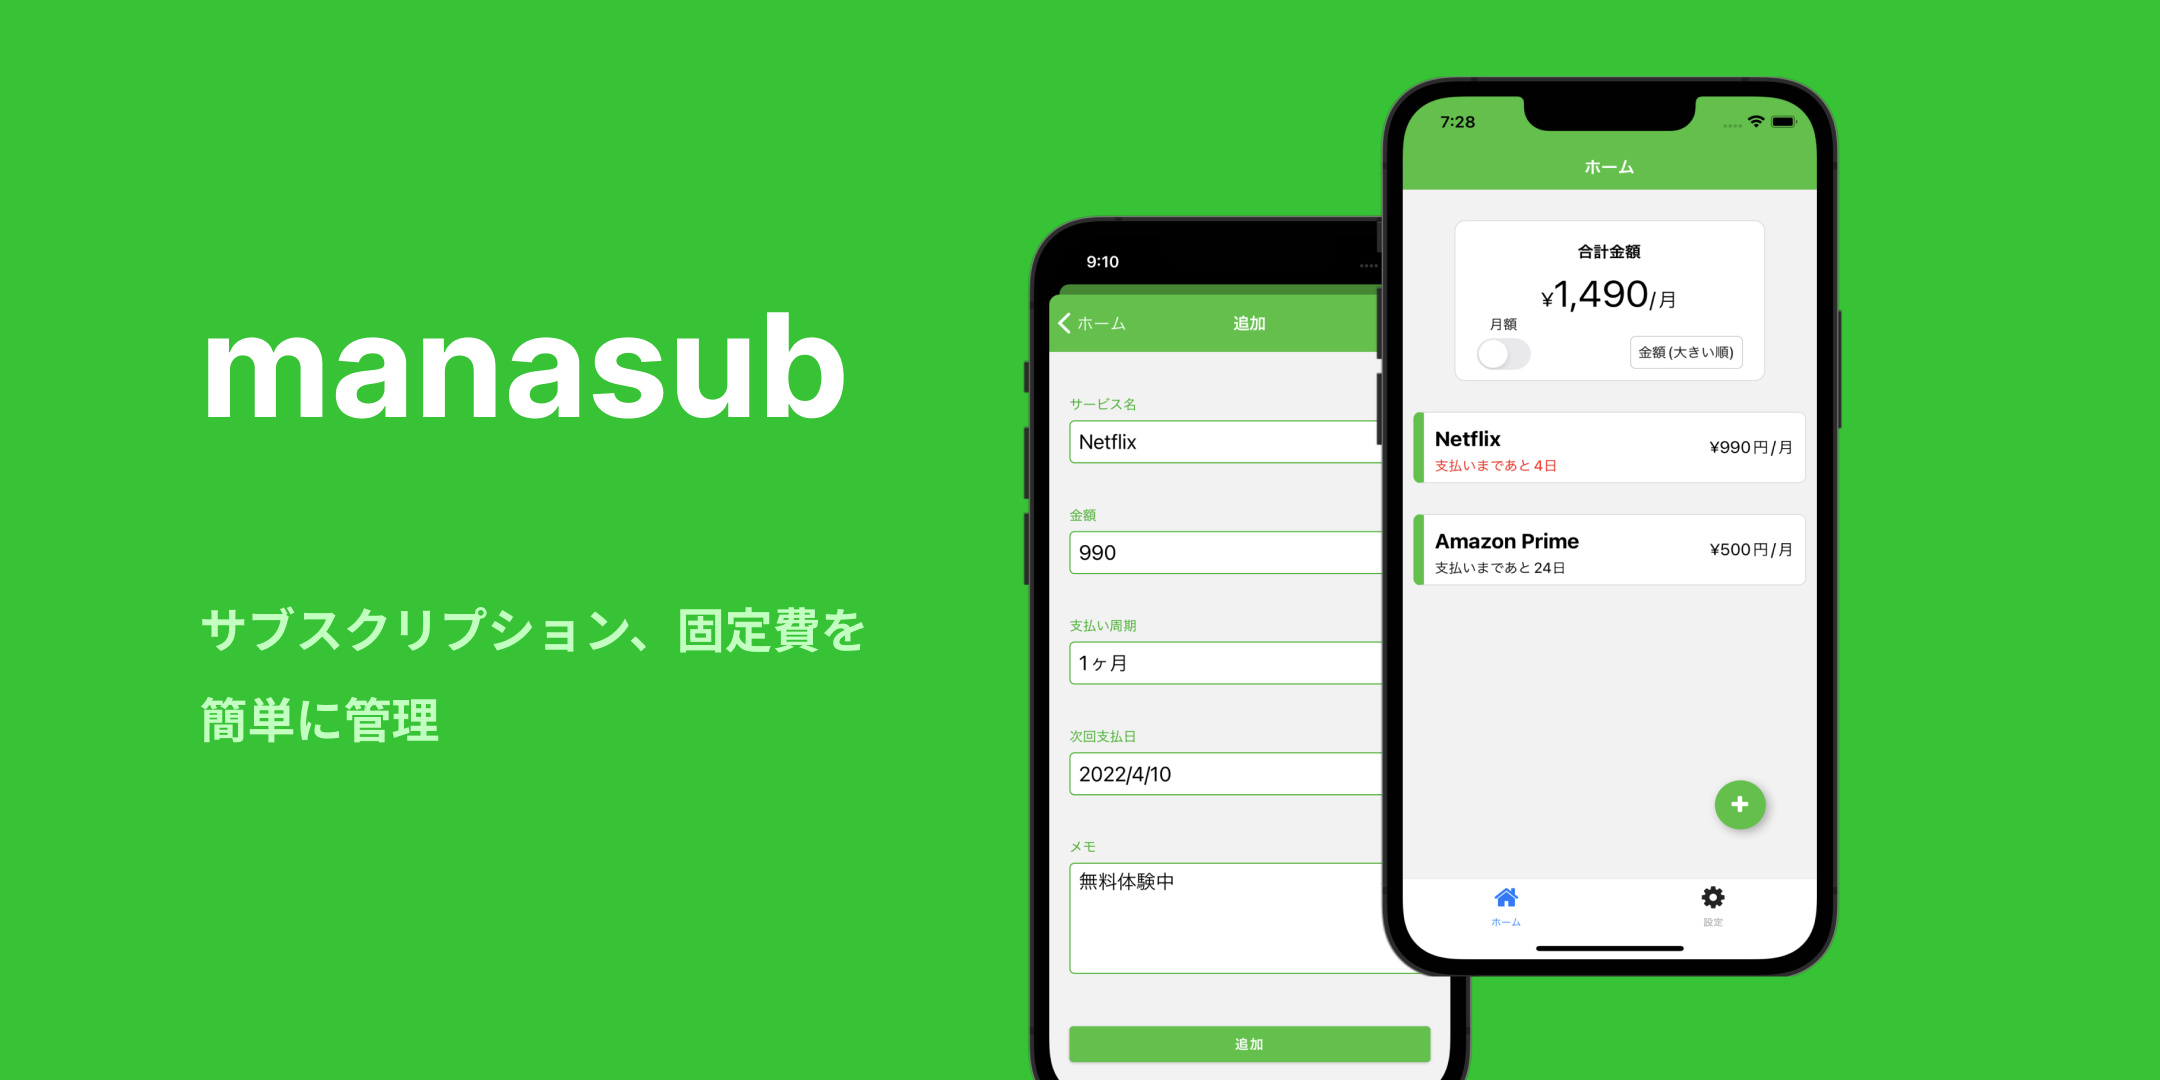 manasub
サブスクリプション、固定費を
簡単に管理
9:10
ホーム
追加
サービス名
Netflix
金額
990
支払い周期
1ヶ月
次回支払日
2022/4/10
メモ
無料体験中
追加
7:28
ホーム
合計金額
¥1,490/月
月額
金額(大きい順)
Netflix
支払いまであと4日
¥990円/月
Amazon Prime
支払いまであと24日
¥500円/月
ホーム
設定